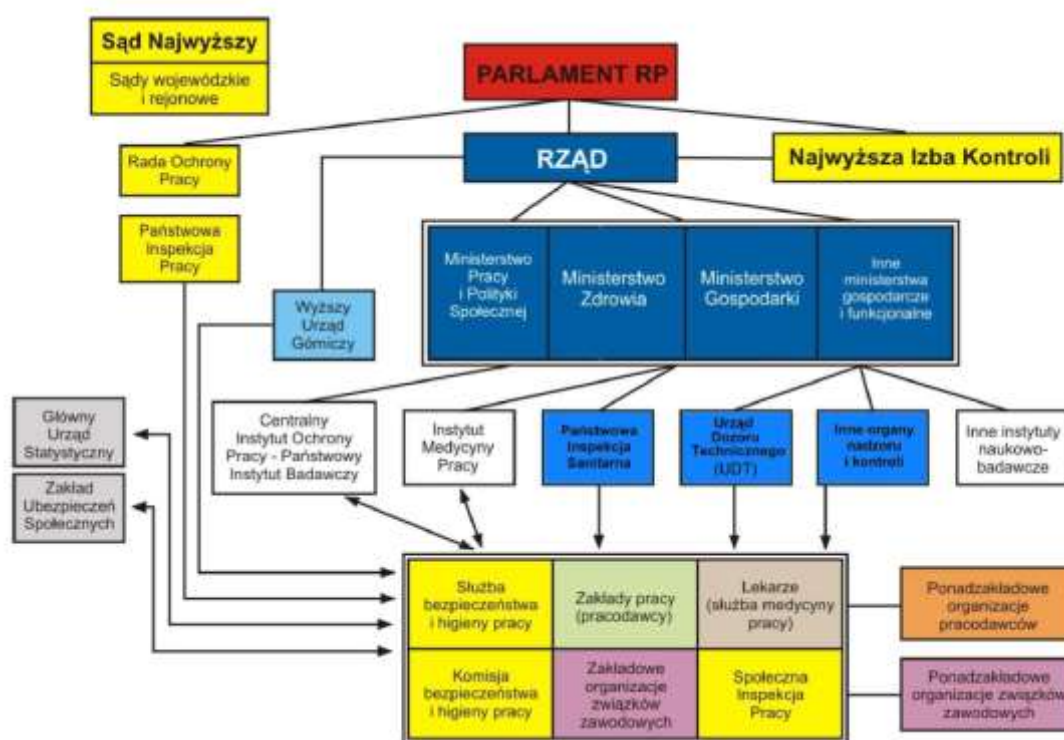 Sąd Najwyższy
Sądy wojewódzkie
i rejonowe
PARLAMENT RP
Rada Ochrony
Pracy
RZĄD
Najwyższa Izba Kontroli
Państwowa
Inspekcja
Pracy
Ministerstwo
Pracy
i Polityki
Społecznej
Ministerstwo
Zdrowia
Ministerstwo
Gospodarki
Inne
ministerstwa
gospodarcze
i funkcjonalne
Wyższy
Urząd
Górniczy
Główny
Urząd
Statystyczny
Centralny
Instytut Ochrony
Pracy - Państwowy
Instytut Badawczy
Instytut
Medycyny
Pracy
Państwowa
Inspekcja
Sanitarna
Urząd
Dozoru
Technicznego
(UDT)
Inne organy
nadzoru
i kontroli
Inne instytuty
naukowo-
badawcze
Zakład
Ubezpieczeń
Społecznych
Służba
bezpieczeństwa
i higieny pracy
Zakłady pracy
(pracodawcy)
Lekarze
(służba medycyny
pracy)
Ponadzakładowe
organizacje
pracodawców
Komisja
bezpieczeństwa
i higieny pracy
Zakładowe
organizacje
związków
zawodowych
Społeczna
Inspekcja
Pracy
Ponadzakładowe
organizacje związków
zawodowych